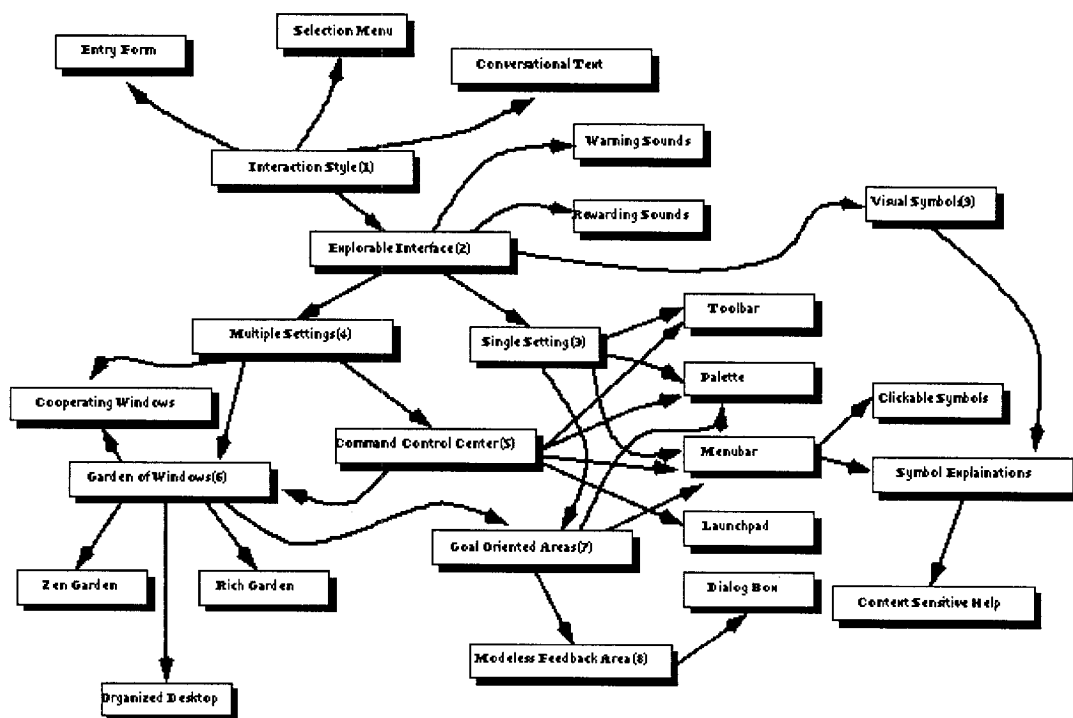 Selection Menu
Entry Form
Conversational Text
Warning Sounds
Interaction Style(1)
Visual Symbols(9)
Rewarding Sounds
Explorable Interface(2)
Toolbar
Multiple Settings(4)
Single Setting(3)
Palette
Clickable Symbols
Cooperating Windows
Command Control Center(5)
Menubar
Garden of Windows(6)
Symbol Explainations
Launchpad
Goal Oriented Areas(7)
Zen Garden
Rich Garden
Dialog Box
Context Sensitive Help
Modeless Feedback Area(8)
Organized Desktop